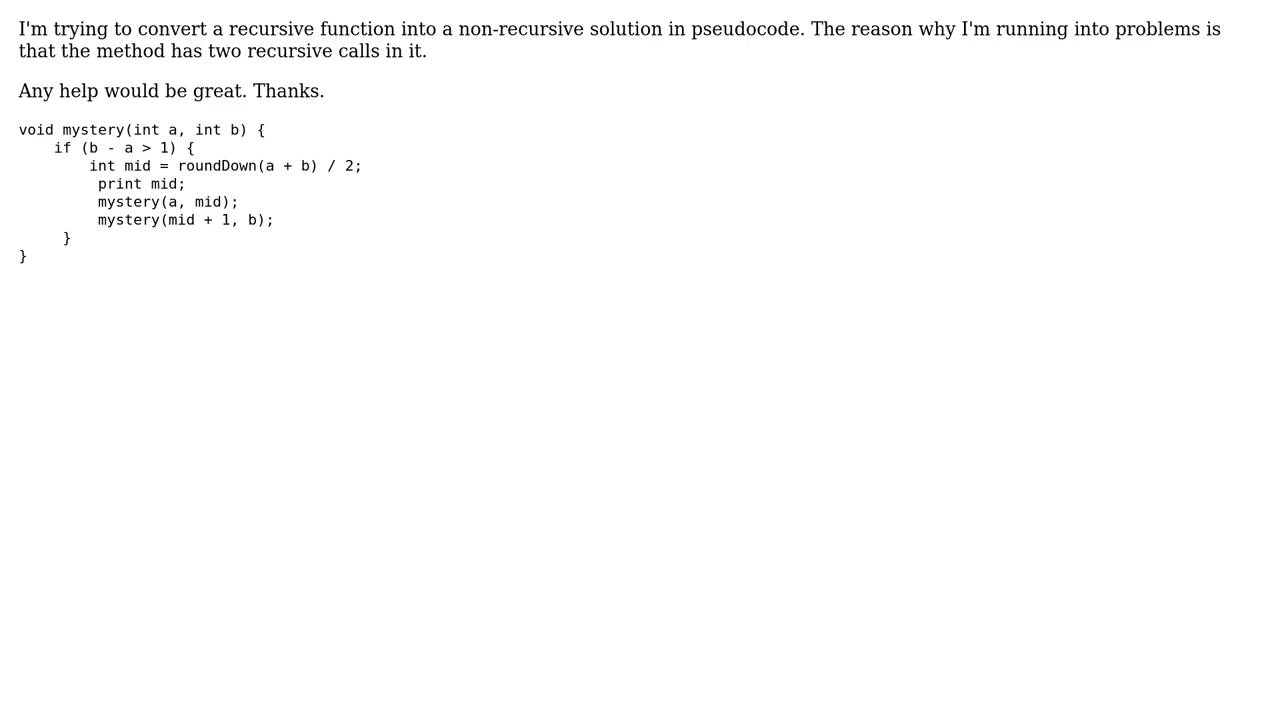 I'm trying to convert a recursive function into a non-recursive solution in pseudocode. The reason why I'm running into problems is
that the method has two recursive calls in it.
Any help would be great. Thanks.
void mystery(int a, int b) {
    if (b - a > 1) {
        int mid = roundDown(a + b) / 2;
         print mid;
         mystery(a, mid);
         mystery(mid + 1, b);
     }
}